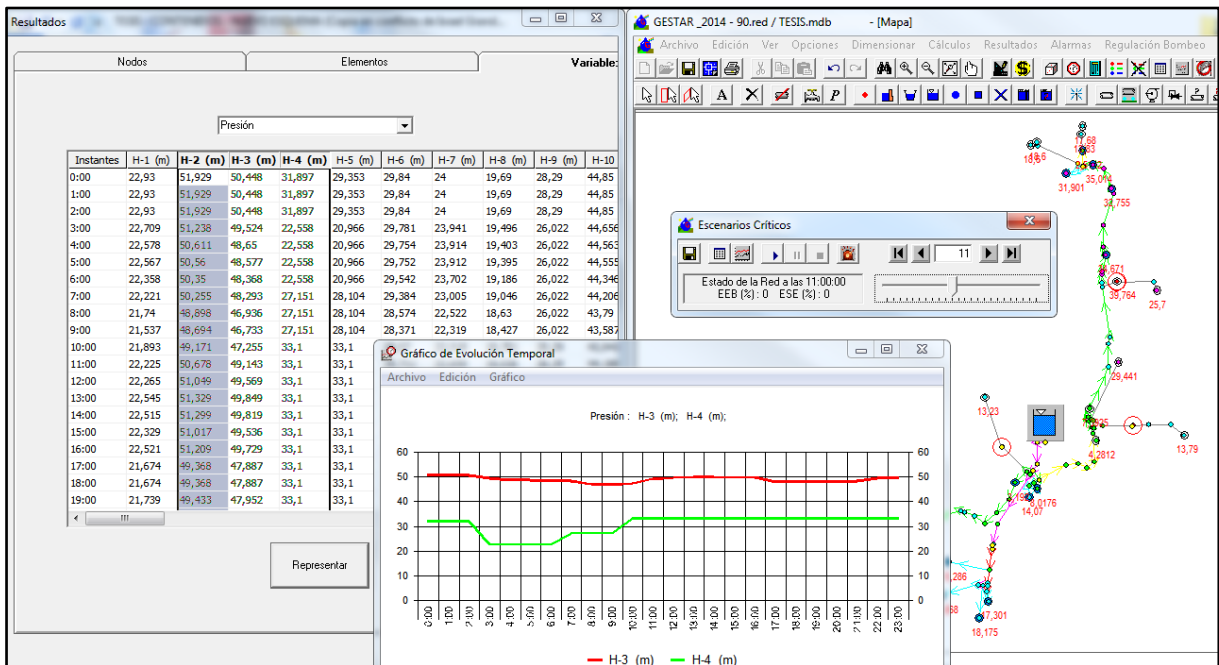 Resultados
Nodos Elementos Variable:
Presión
Instantes H-1 (m) H-2 (m) H-3 (m) H-4 (m) H-5 (m) H-6 (m) H-7 (m) H-8 (m) H-9 (m) H-10
0:00 22,93 51,929 50,448 31,897 29,353 29,84 24 19,69 28,29 44,85
1:00 22,93 51,929 50,448 31,897 29,353 29,84 24 19,69 28,29 44,85
2:00 22,93 51,929 50,448 31,897 29,353 29,84 24 19,69 28,29 44,85
3:00 22,709 51,238 49,524 22,558 20,966 29,781 23,941 19,496 26,022 44,656
4:00 22,578 50,611 48,65 22,558 20,966 29,754 23,914 19,403 26,022 44,563
5:00 22,567 50,56 48,577 22,558 20,966 29,752 23,912 19,395 26,022 44,555
6:00 22,358 50,35 48,368 22,558 20,966 29,542 23,702 19,186 26,022 44,346
7:00 22,221 50,255 48,293 27,151 28,104 29,384 23,005 19,046 26,022 44,206
8:00 21,74 48,898 46,936 27,151 28,104 28,574 22,522 18,63 26,022 43,79
9:00 21,537 48,694 46,733 27,151 28,104 28,371 22,319 18,427 26,022 43,587
10:00 21,893 49,171 47,255 33,1 33,1
11:00 22,225 50,678 49,143 33,1 33,1
12:00 22,265 51,049 49,569 33,1 33,1
13:00 22,545 51,329 49,849 33,1 33,1
14:00 22,515 51,299 49,819 33,1 33,1
15:00 22,329 51,017 49,536 33,1 33,1
16:00 22,521 51,209 49,729 33,1 33,1
17:00 21,674 49,368 47,887 33,1 33,1
18:00 21,674 49,368 47,887 33,1 33,1
19:00 21,739 49,433 47,952 33,1 33,1
Representar
GESTAR _2014 - 90.red / TESIS.mdb - [Mapa]
Archivo Edición Ver Opciones Dimensionar Cálculos Resultados Alarmas Regulación Bombeo
A P
31,901
35,014
39,764
25,7
29,441
13,23
13,79
4,2812
14,07
18,175
Escenarios Críticos
11
Estado de la Red a las 11:00:00
EEB (%) : 0 ESE (%) : 0
Gráfico de Evolución Temporal
Archivo Edición Gráfico
Presión : H-3 (m); H-4 (m);
60 60
50 50
40 40
30 30
20 20
10 10
0 0
0:00 1:00 2:00 3:00 4:00 5:00 6:00 7:00 8:00 9:00 10:00 11:00 12:00 13:00 14:00 15:00 16:00 17:00 18:00 19:00 20:00 21:00 22:00 23:00
H-3 (m) H-4 (m)